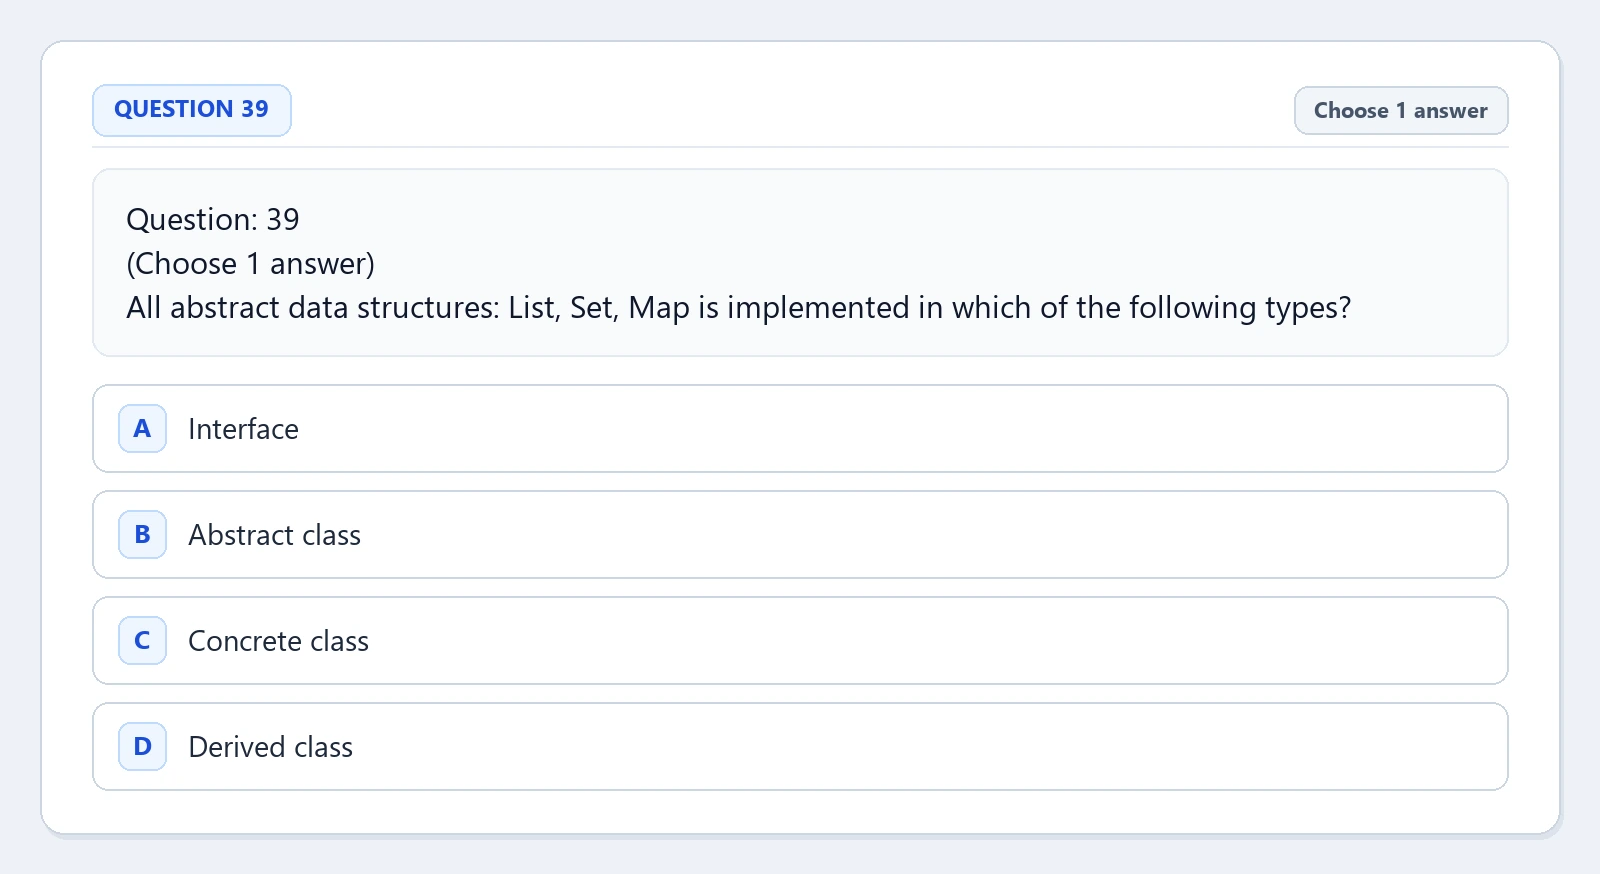 QUESTION 39
Choose 1 answer
Question: 39
(Choose 1 answer)
All abstract data structures: List, Set, Map is implemented in which of the following types?
A Interface
B Abstract class
C Concrete class
D Derived class